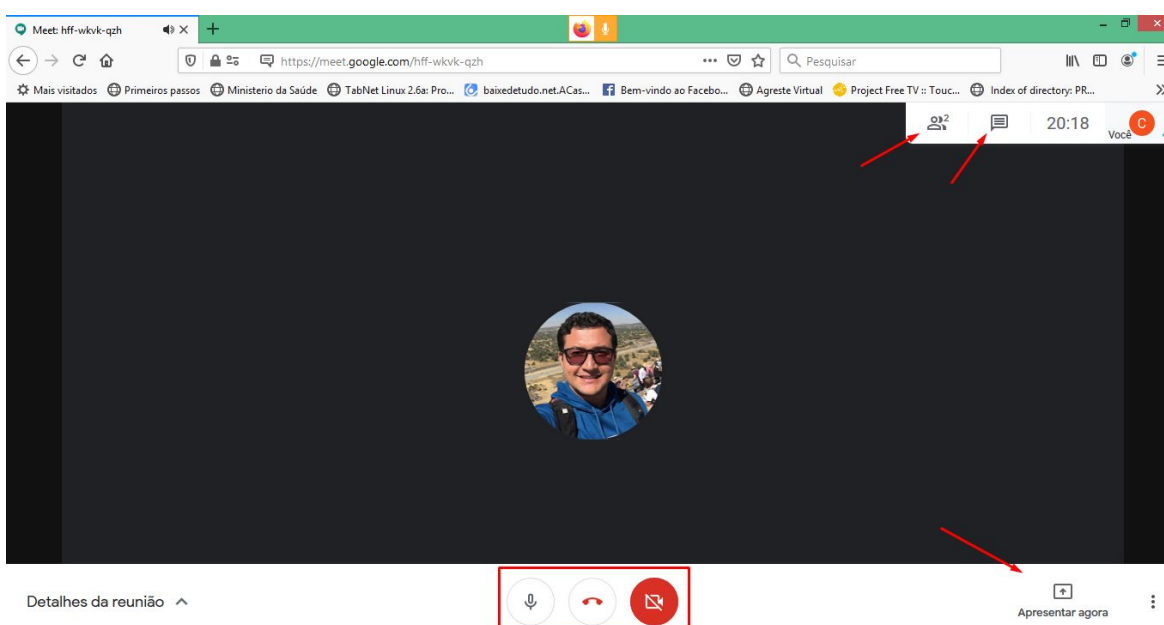 Meet: hff-wkvk-qzh
https://meet.google.com/hff-wkvk-qzh
Pesquisar
Mais visitados Primeiros passos Ministerio da Saúde TabNet Linux 2.6a: Pro... baixedetudo.net.ACas... Bem-vindo ao Facebo... Agreste Virtual Project Free TV :: Touc... Index of directory: PR...
2 20:18 Você C
Detalhes da reunião
Apresentar agora